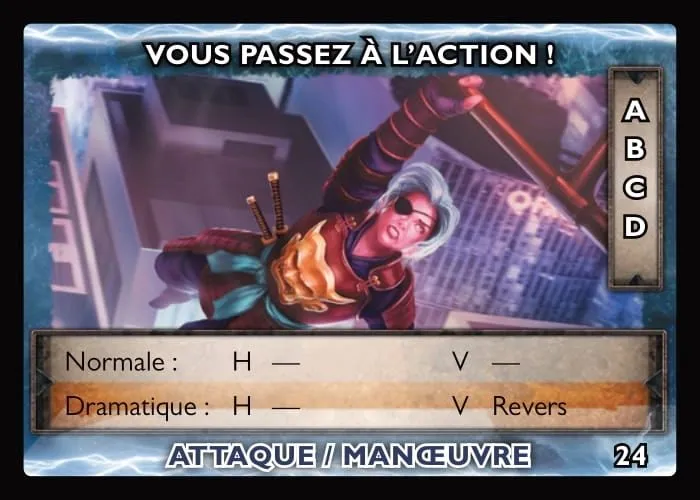 VOUS PASSEZ À L'ACTION !
A
B
C
D
Normale : H — V —
Dramatique : H — V Revers
ATTAQUE / MANŒUVRE 24